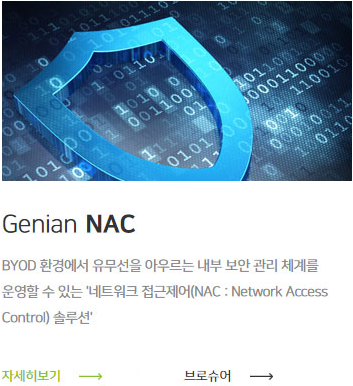 Genian NAC
BYOD 환경에서 유무선을 아우르는 내부 보안 관리 체계를
운영할 수 있는 '네트워크 접근제어(NAC : Network Access
Control) 솔루션'
자세히보기 → 브로슈어 →